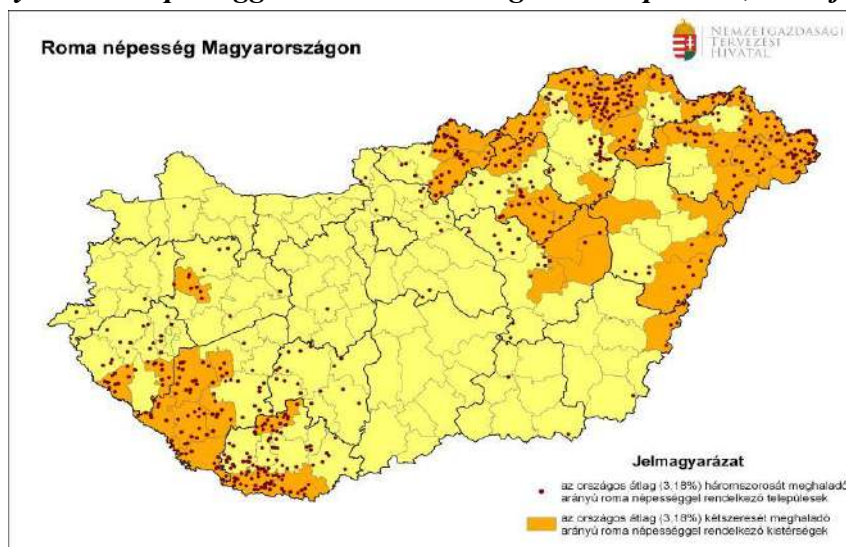 Roma népesség Magyarországon
NEMZETGAZDASÁGI
TERVEZÉSI
HIVATAL
Jelmagyarázat
az országos átlag (3,18%) háromszorosát meghaladó
arányú roma népességgel rendelkező települések
az országos átlag (3,18%) kétszeresét meghaladó
arányú roma népességgel rendelkező kistérségek